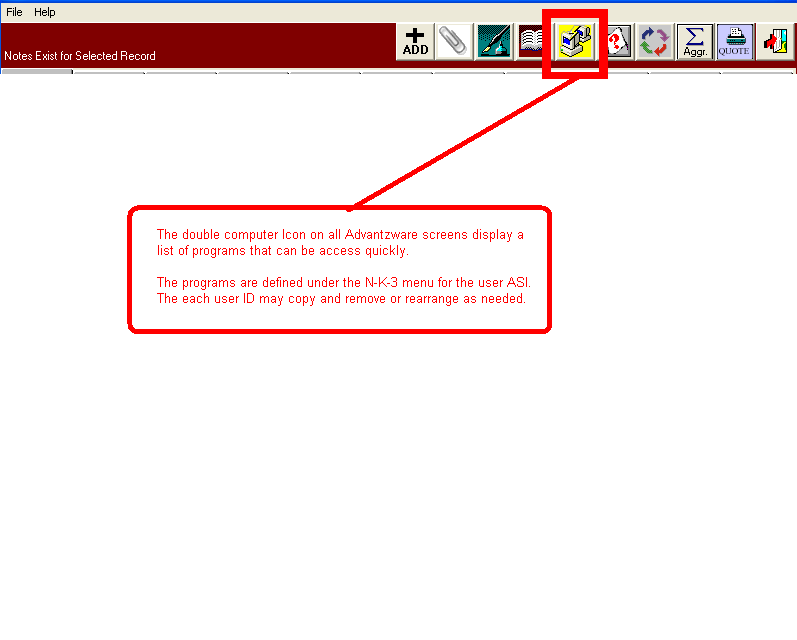 File Help
ADD
Aggr.
QUOTE
Notes Exist for Selected Record
The double computer Icon on all Advantzware screens display a
list of programs that can be access quickly.
The programs are defined under the N-K-3 menu for the user ASI.
The each user ID may copy and remove or rearrange as needed.